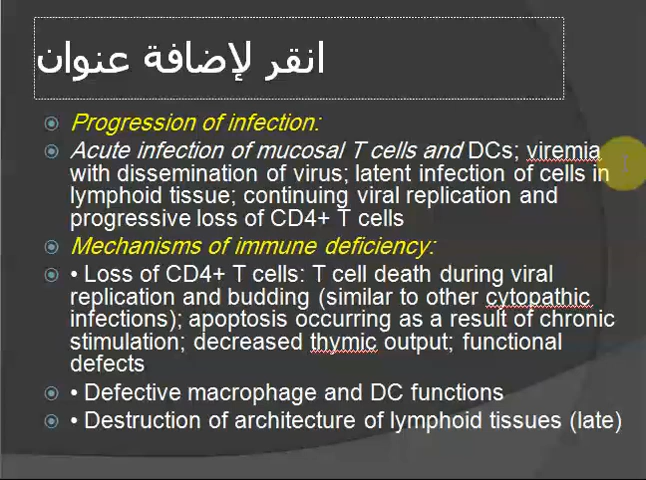 انقر لإضافة عنوان
Progression of infection:
Acute infection of mucosal T cells and DCs; viremia
with dissemination of virus; latent infection of cells in
lymphoid tissue; continuing viral replication and
progressive loss of CD4+ T cells
Mechanisms of immune deficiency:
• Loss of CD4+ T cells: T cell death during viral
replication and budding (similar to other cytopathic
infections); apoptosis occurring as a result of chronic
stimulation; decreased thymic output; functional
defects
• Defective macrophage and DC functions
• Destruction of architecture of lymphoid tissues (late)